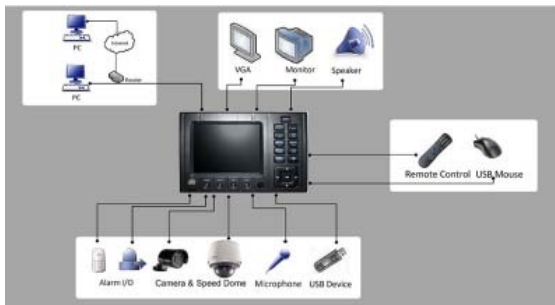 PC
Internet
Router
PC
VGA Monitor Speaker
Remote Control USB Mouse
Alarm I/O Camera & Speed Dome Microphone USB Device